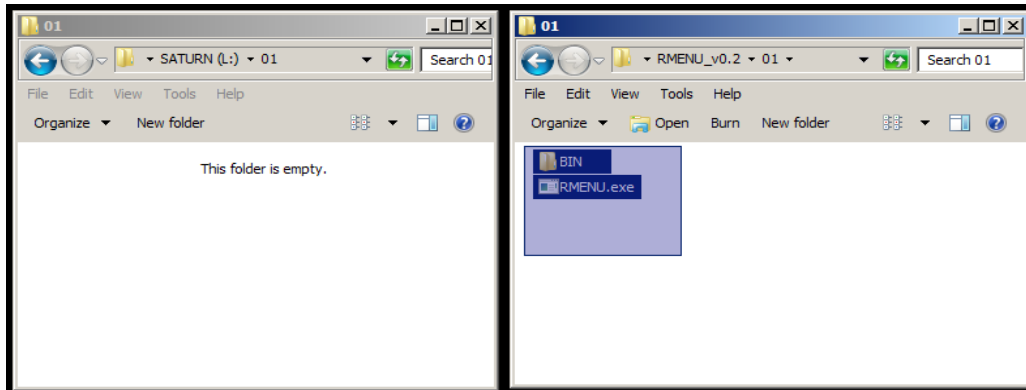 01
SATURN (L:) 01
Search 01
File Edit View Tools Help
Organize New folder
This folder is empty.
01
RMENU_v0.2 01
Search 01
File Edit View Tools Help
Organize Open Burn New folder
BIN
RMENU.exe